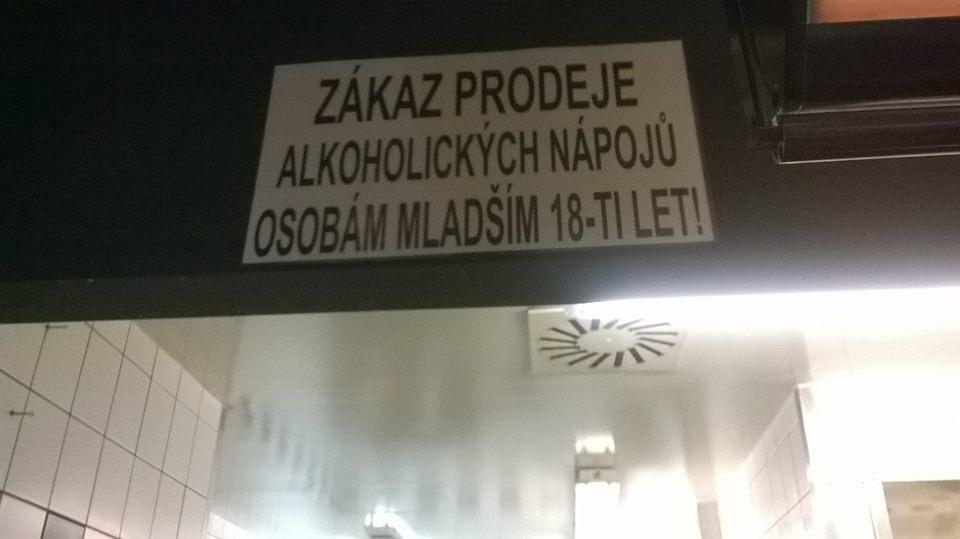 ZÁKAZ PRODEJE
ALKOHOLICKÝCH NÁPOJŮ
OSOBÁM MLADŠÍM 18-TI LET!